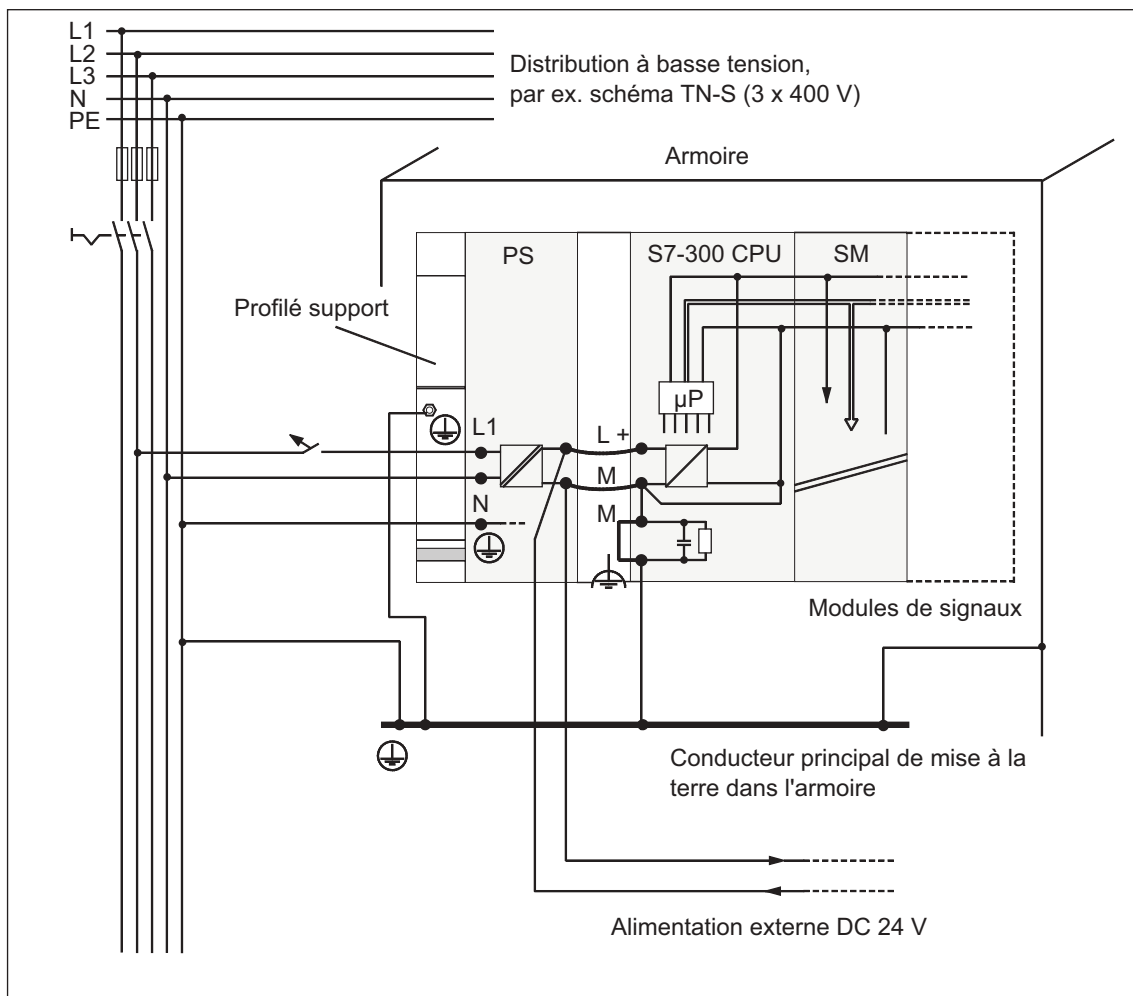 L1
L2
L3
N
PE
Distribution à basse tension,
par ex. schéma TN-S (3 x 400 V)
Armoire
PS
S7-300 CPU
SM
Profilé support
µP
L1
L +
M
N
M
Modules de signaux
Conducteur principal de mise à la
terre dans l'armoire
Alimentation externe DC 24 V